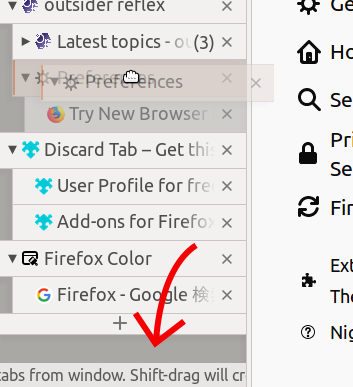 outsider reflex
Latest topics - ou (3)
Preferences
Preferences
Try New Browser
Discard Tab – Get this
User Profile for free
Add-ons for Firefox
Firefox Color
Firefox - Google 検索
tabs from window. Shift-drag will cr
Ge
Ho
Se
Pri
Se
Fir
Ext
The
Nig